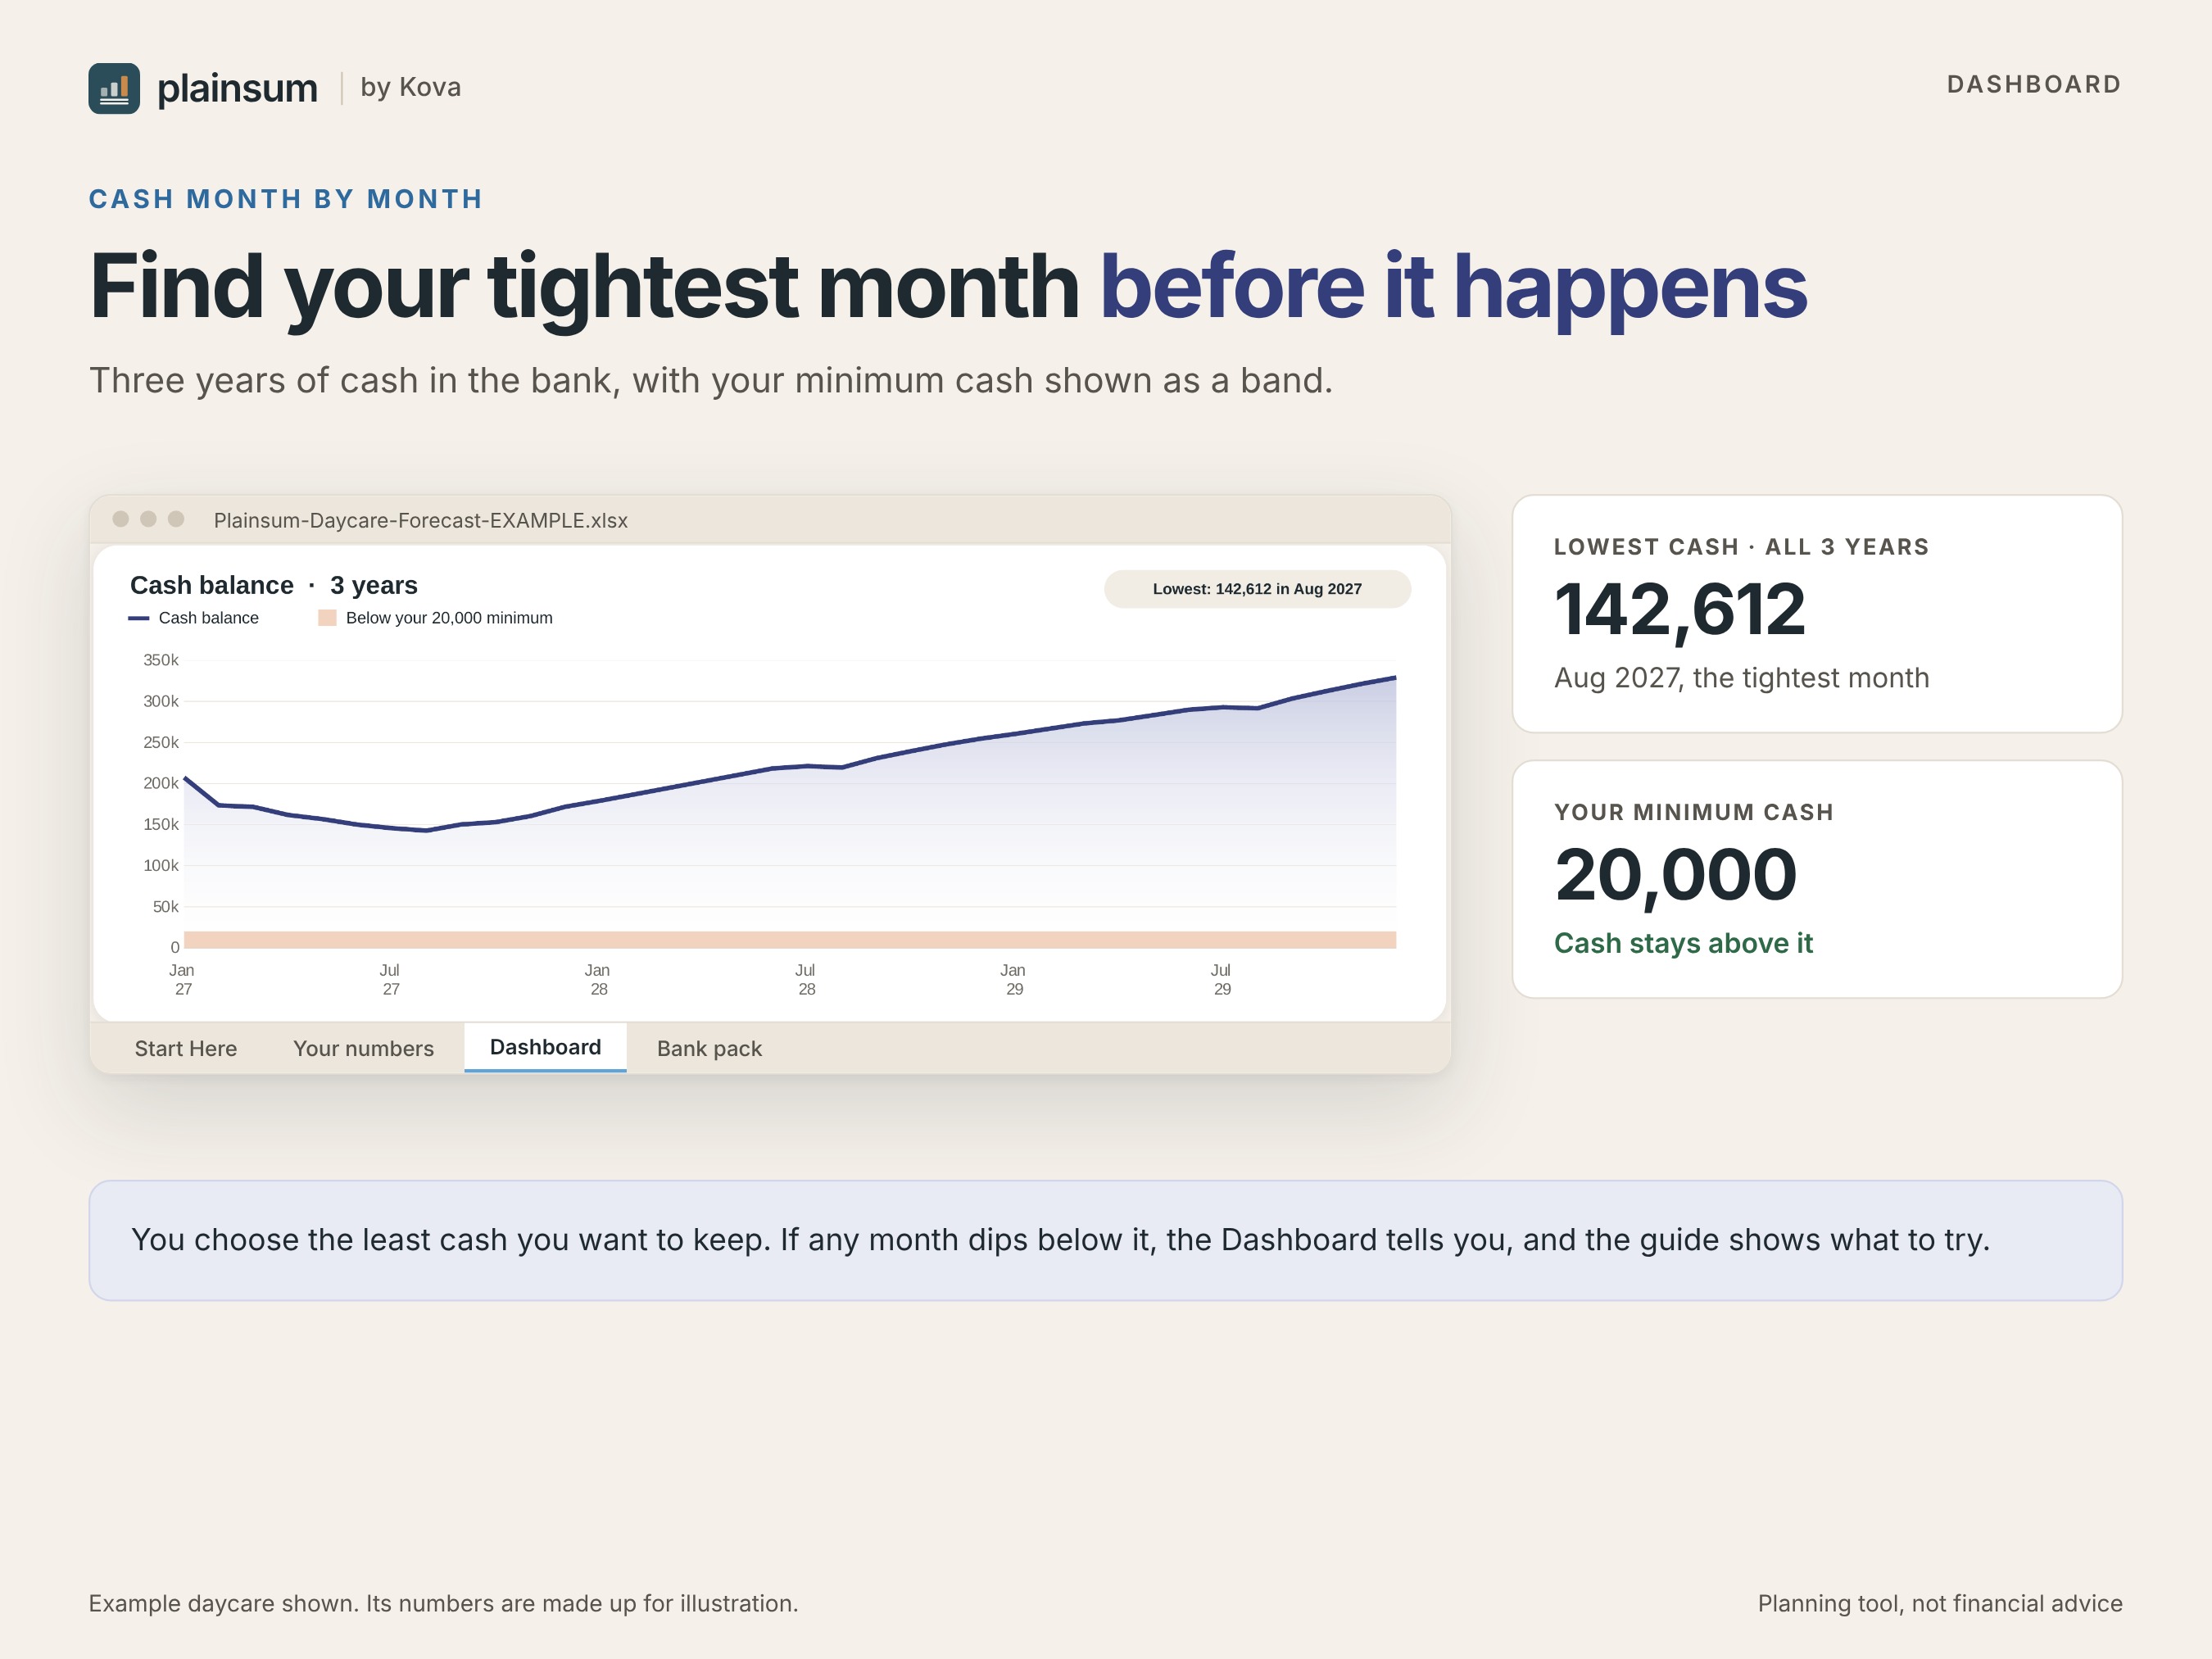 plainsum | by Kova
DASHBOARD
CASH MONTH BY MONTH
Find your tightest month before it happens
Three years of cash in the bank, with your minimum cash shown as a band.
Plainsum-Daycare-Forecast-EXAMPLE.xlsx
Cash balance · 3 years
Lowest: 142,612 in Aug 2027
Cash balance
Below your 20,000 minimum
350k
300k
250k
200k
150k
100k
50k
0
Jan 27
Jul 27
Jan 28
Jul 28
Jan 29
Jul 29
Start Here
Your numbers
Dashboard
Bank pack
LOWEST CASH · ALL 3 YEARS
142,612
Aug 2027, the tightest month
YOUR MINIMUM CASH
20,000
Cash stays above it
You choose the least cash you want to keep. If any month dips below it, the Dashboard tells you, and the guide shows what to try.
Example daycare shown. Its numbers are made up for illustration.
Planning tool, not financial advice